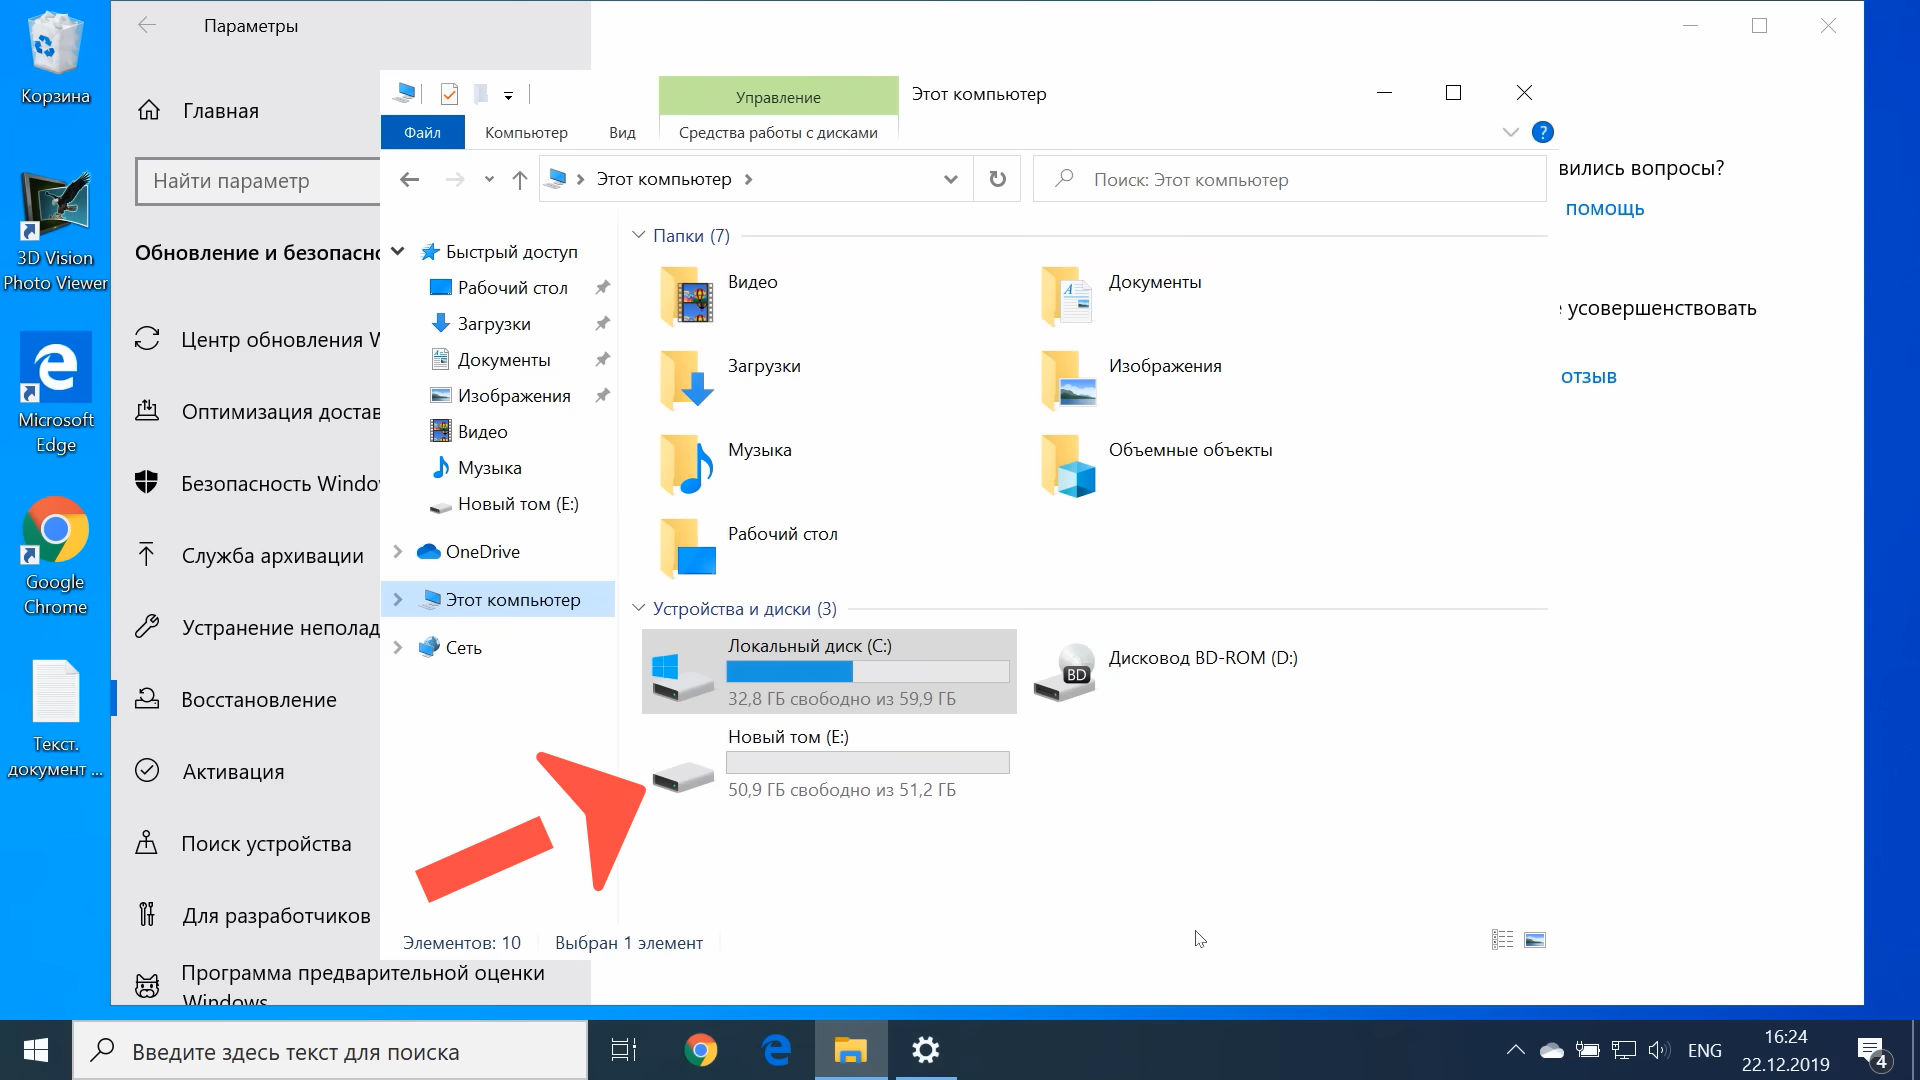 Корзина
3D Vision
Photo Viewer
Microsoft
Edge
Google
Chrome
Текст.
документ ...
Параметры
Главная
Найти параметр
Обновление и безопасно
Центр обновления W
Оптимизация достав
Безопасность Windo
Служба архивации
Устранение неполад
Восстановление
Активация
Поиск устройства
Для разработчиков
Программа предварительной оценки
Windows
вились вопросы?
помощь
усовершенствовать
отзыв
Управление
Этот компьютер
Файл
Компьютер
Вид
Средства работы с дисками
?
Этот компьютер
Поиск: Этот компьютер
Быстрый доступ
Рабочий стол
Загрузки
Документы
Изображения
Видео
Музыка
Новый том (E:)
OneDrive
Этот компьютер
Сеть
Папки (7)
Видео
Документы
Загрузки
Изображения
Музыка
Объемные объекты
Рабочий стол
Устройства и диски (3)
Локальный диск (C:)
32,8 ГБ свободно из 59,9 ГБ
BD
Дисковод BD-ROM (D:)
Новый том (E:)
50,9 ГБ свободно из 51,2 ГБ
Элементов: 10
Выбран 1 элемент
Введите здесь текст для поиска
ENG
16:24
22.12.2019
4